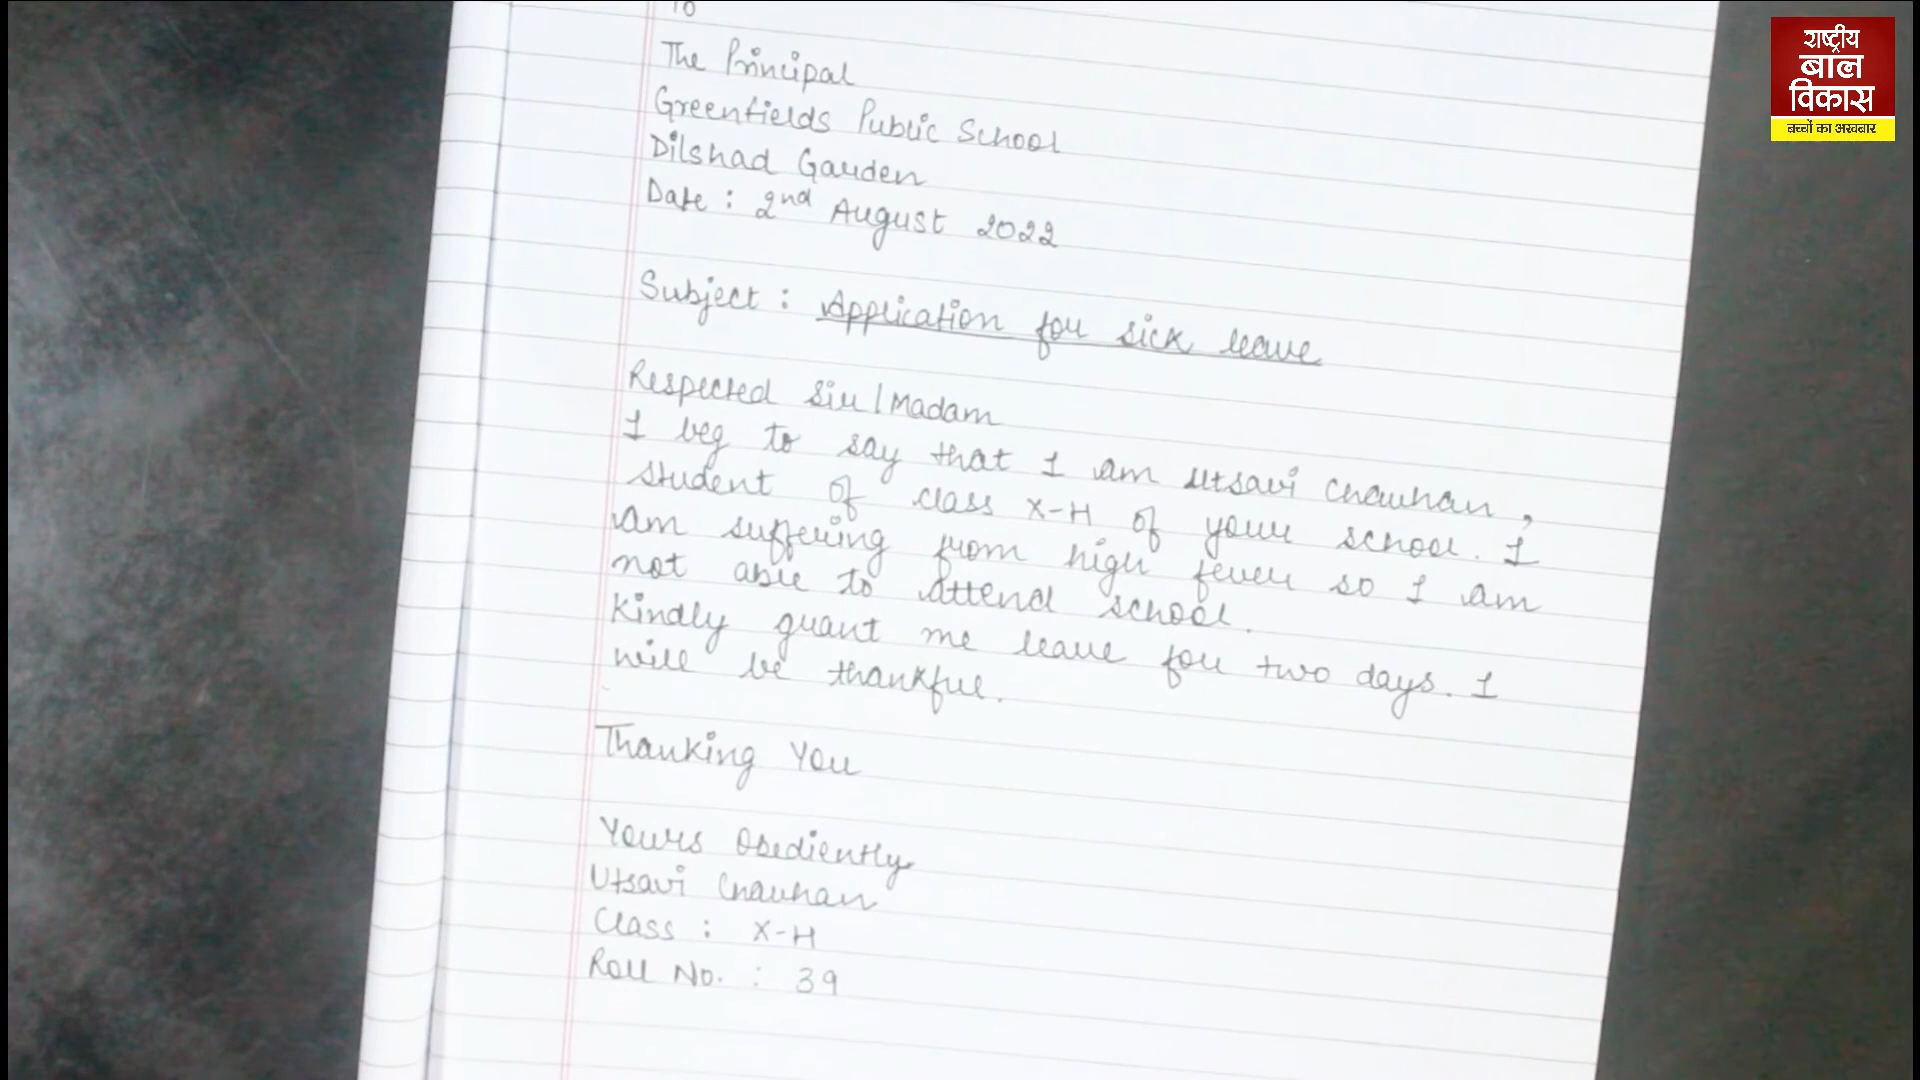 To
The Principal
Greenfields Public School
Dilshad Garden
Date : 2nd August 2022
Subject : Application for sick leave
Respected Sir/Madam
I beg to say that I am Utsavi Chauhan,
student of class X-H of your school. I
am suffering from high fever so I am
not able to attend school.
Kindly grant me leave for two days. I
will be thankful.
Thanking You
Yours Obediently
Utsavi Chauhan
Class : X-H
Roll No. : 39
राष्ट्रीय
बाल
विकास
बच्चों का अखबार